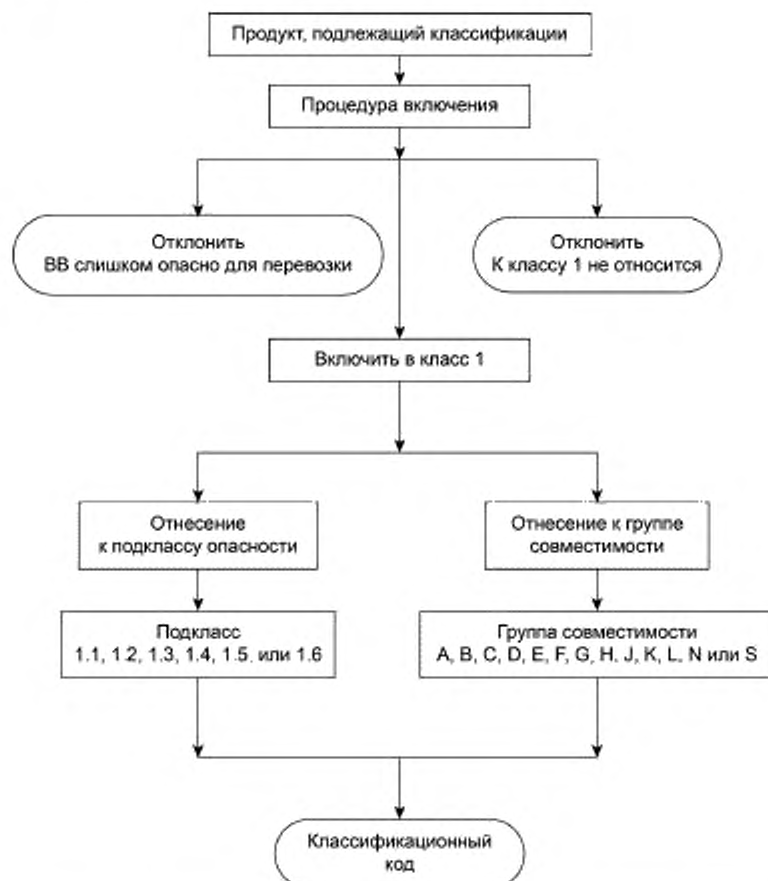 Продукт, подлежащий классификации
Процедура включения
Отклонить
ВВ слишком опасно для перевозки
Отклонить
К классу 1 не относится
Включить в класс 1
Отнесение
к подклассу опасности
Отнесение к группе
совместимости
Подкласс
1.1, 1.2, 1.3, 1.4, 1.5, или 1.6
Группа совместимости
A, B, C, D, E, F, G, H, J, K, L, N или S
Классификационный
код